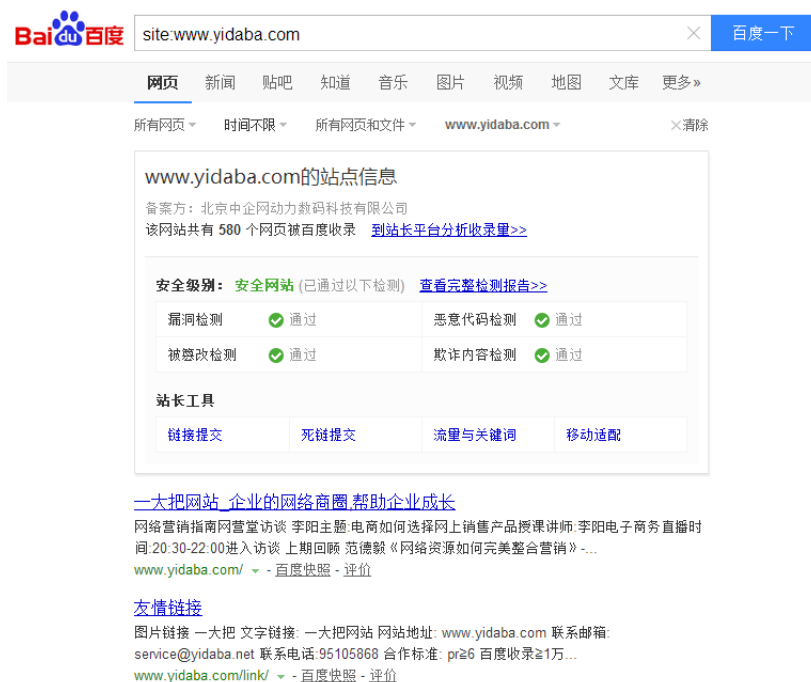 Bai du 百度 site:www.yidaba.com 百度一下
网页 新闻 贴吧 知道 音乐 图片 视频 地图 文库 更多»
所有网页 时间不限 所有网页和文件 www.yidaba.com 清除
www.yidaba.com的站点信息
备案方：北京中企网动力数码科技有限公司
该网站共有 580 个网页被百度收录 到站长平台分析收录量>>
安全级别： 安全网站 (已通过以下检测) 查看完整检测报告>>
漏洞检测 通过 恶意代码检测 通过
被篡改检测 通过 欺诈内容检测 通过
站长工具
链接提交 死链提交 流量与关键词 移动适配
一大把网站_企业的网络商圈,帮助企业成长
网络营销指南网营堂访谈 李阳主题:电商如何选择网上销售产品授课讲师:李阳电子商务直播时
间:20:30-22:00进入访谈 上期回顾 范德毅《网络资源如何完美整合营销》-...
www.yidaba.com/ - 百度快照 - 评价
友情链接
图片链接 一大把 文字链接: 一大把网站 网站地址: www.yidaba.com 联系邮箱:
service@yidaba.net 联系电话:95105868 合作标准: pr≧6 百度收录≧1万...
www.yidaba.com/link/ - 百度快照 - 评价